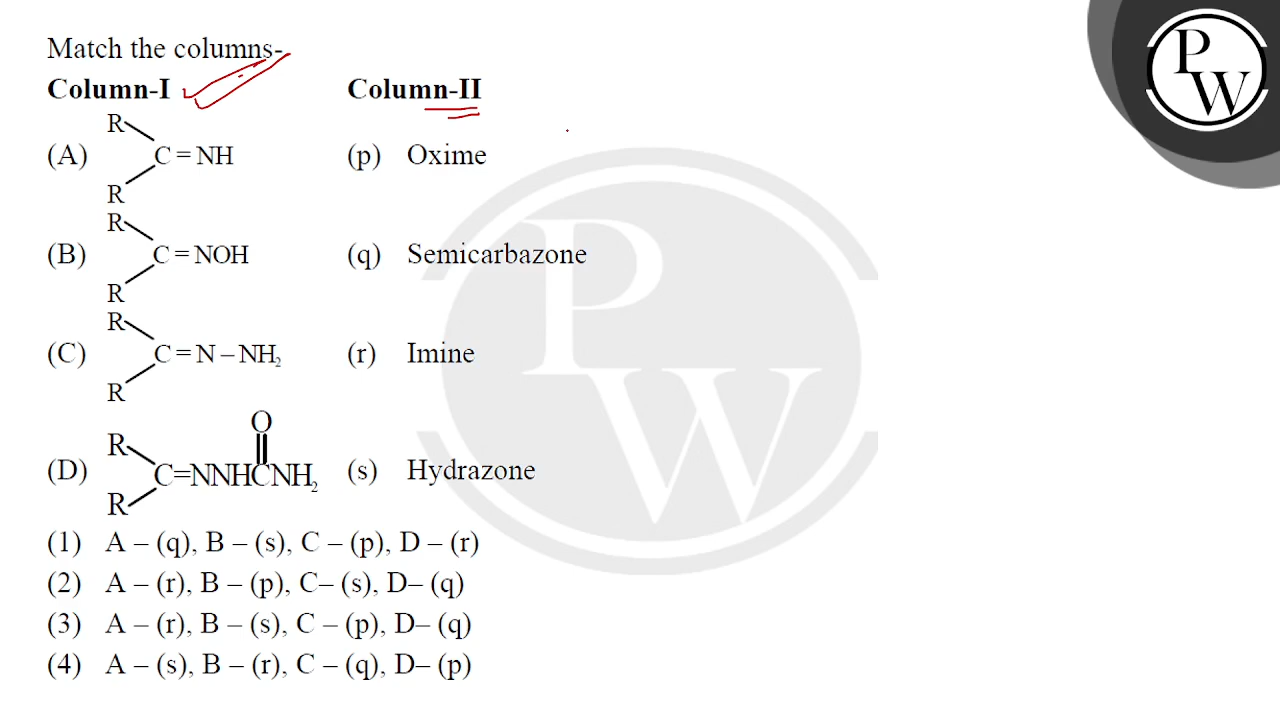 Match the columns-
Column-I Column-II
R
(A) C = NH (p) Oxime
R
R
(B) C = NOH (q) Semicarbazone
R
R
(C) C = N – NH₂ (r) Imine
R
O
R
(D) C=NNHCNH₂ (s) Hydrazone
R
(1) A – (q), B – (s), C – (p), D – (r)
(2) A – (r), B – (p), C– (s), D– (q)
(3) A – (r), B – (s), C – (p), D– (q)
(4) A – (s), B – (r), C – (q), D– (p)
P
W
P
W